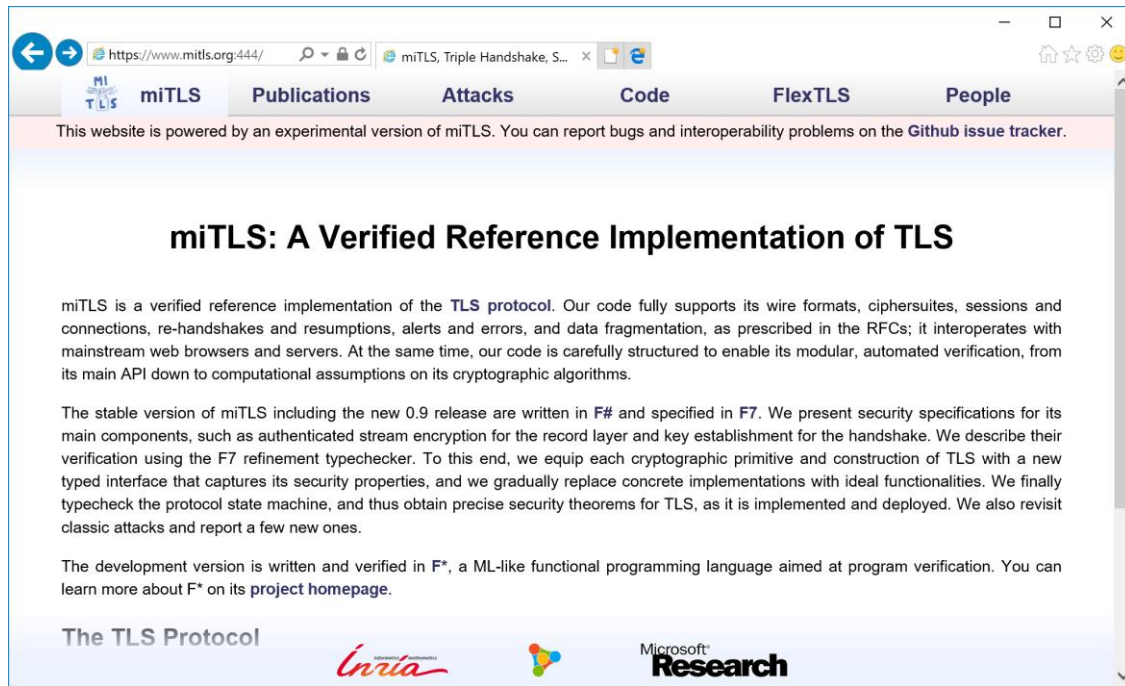 https://www.mitls.org:444/
miTLS, Triple Handshake, S...
MI
TLS
miTLS Publications Attacks Code FlexTLS People
This website is powered by an experimental version of miTLS. You can report bugs and interoperability problems on the Github issue tracker.
miTLS: A Verified Reference Implementation of TLS
miTLS is a verified reference implementation of the TLS protocol. Our code fully supports its wire formats, ciphersuites, sessions and
connections, re-handshakes and resumptions, alerts and errors, and data fragmentation, as prescribed in the RFCs; it interoperates with
mainstream web browsers and servers. At the same time, our code is carefully structured to enable its modular, automated verification, from
its main API down to computational assumptions on its cryptographic algorithms.
The stable version of miTLS including the new 0.9 release are written in F# and specified in F7. We present security specifications for its
main components, such as authenticated stream encryption for the record layer and key establishment for the handshake. We describe their
verification using the F7 refinement typechecker. To this end, we equip each cryptographic primitive and construction of TLS with a new
typed interface that captures its security properties, and we gradually replace concrete implementations with ideal functionalities. We finally
typecheck the protocol state machine, and thus obtain precise security theorems for TLS, as it is implemented and deployed. We also revisit
classic attacks and report a few new ones.
The development version is written and verified in F*, a ML-like functional programming language aimed at program verification. You can
learn more about F* on its project homepage.
The TLS Protocol
informatics mathematics
Inria
Microsoft
Research